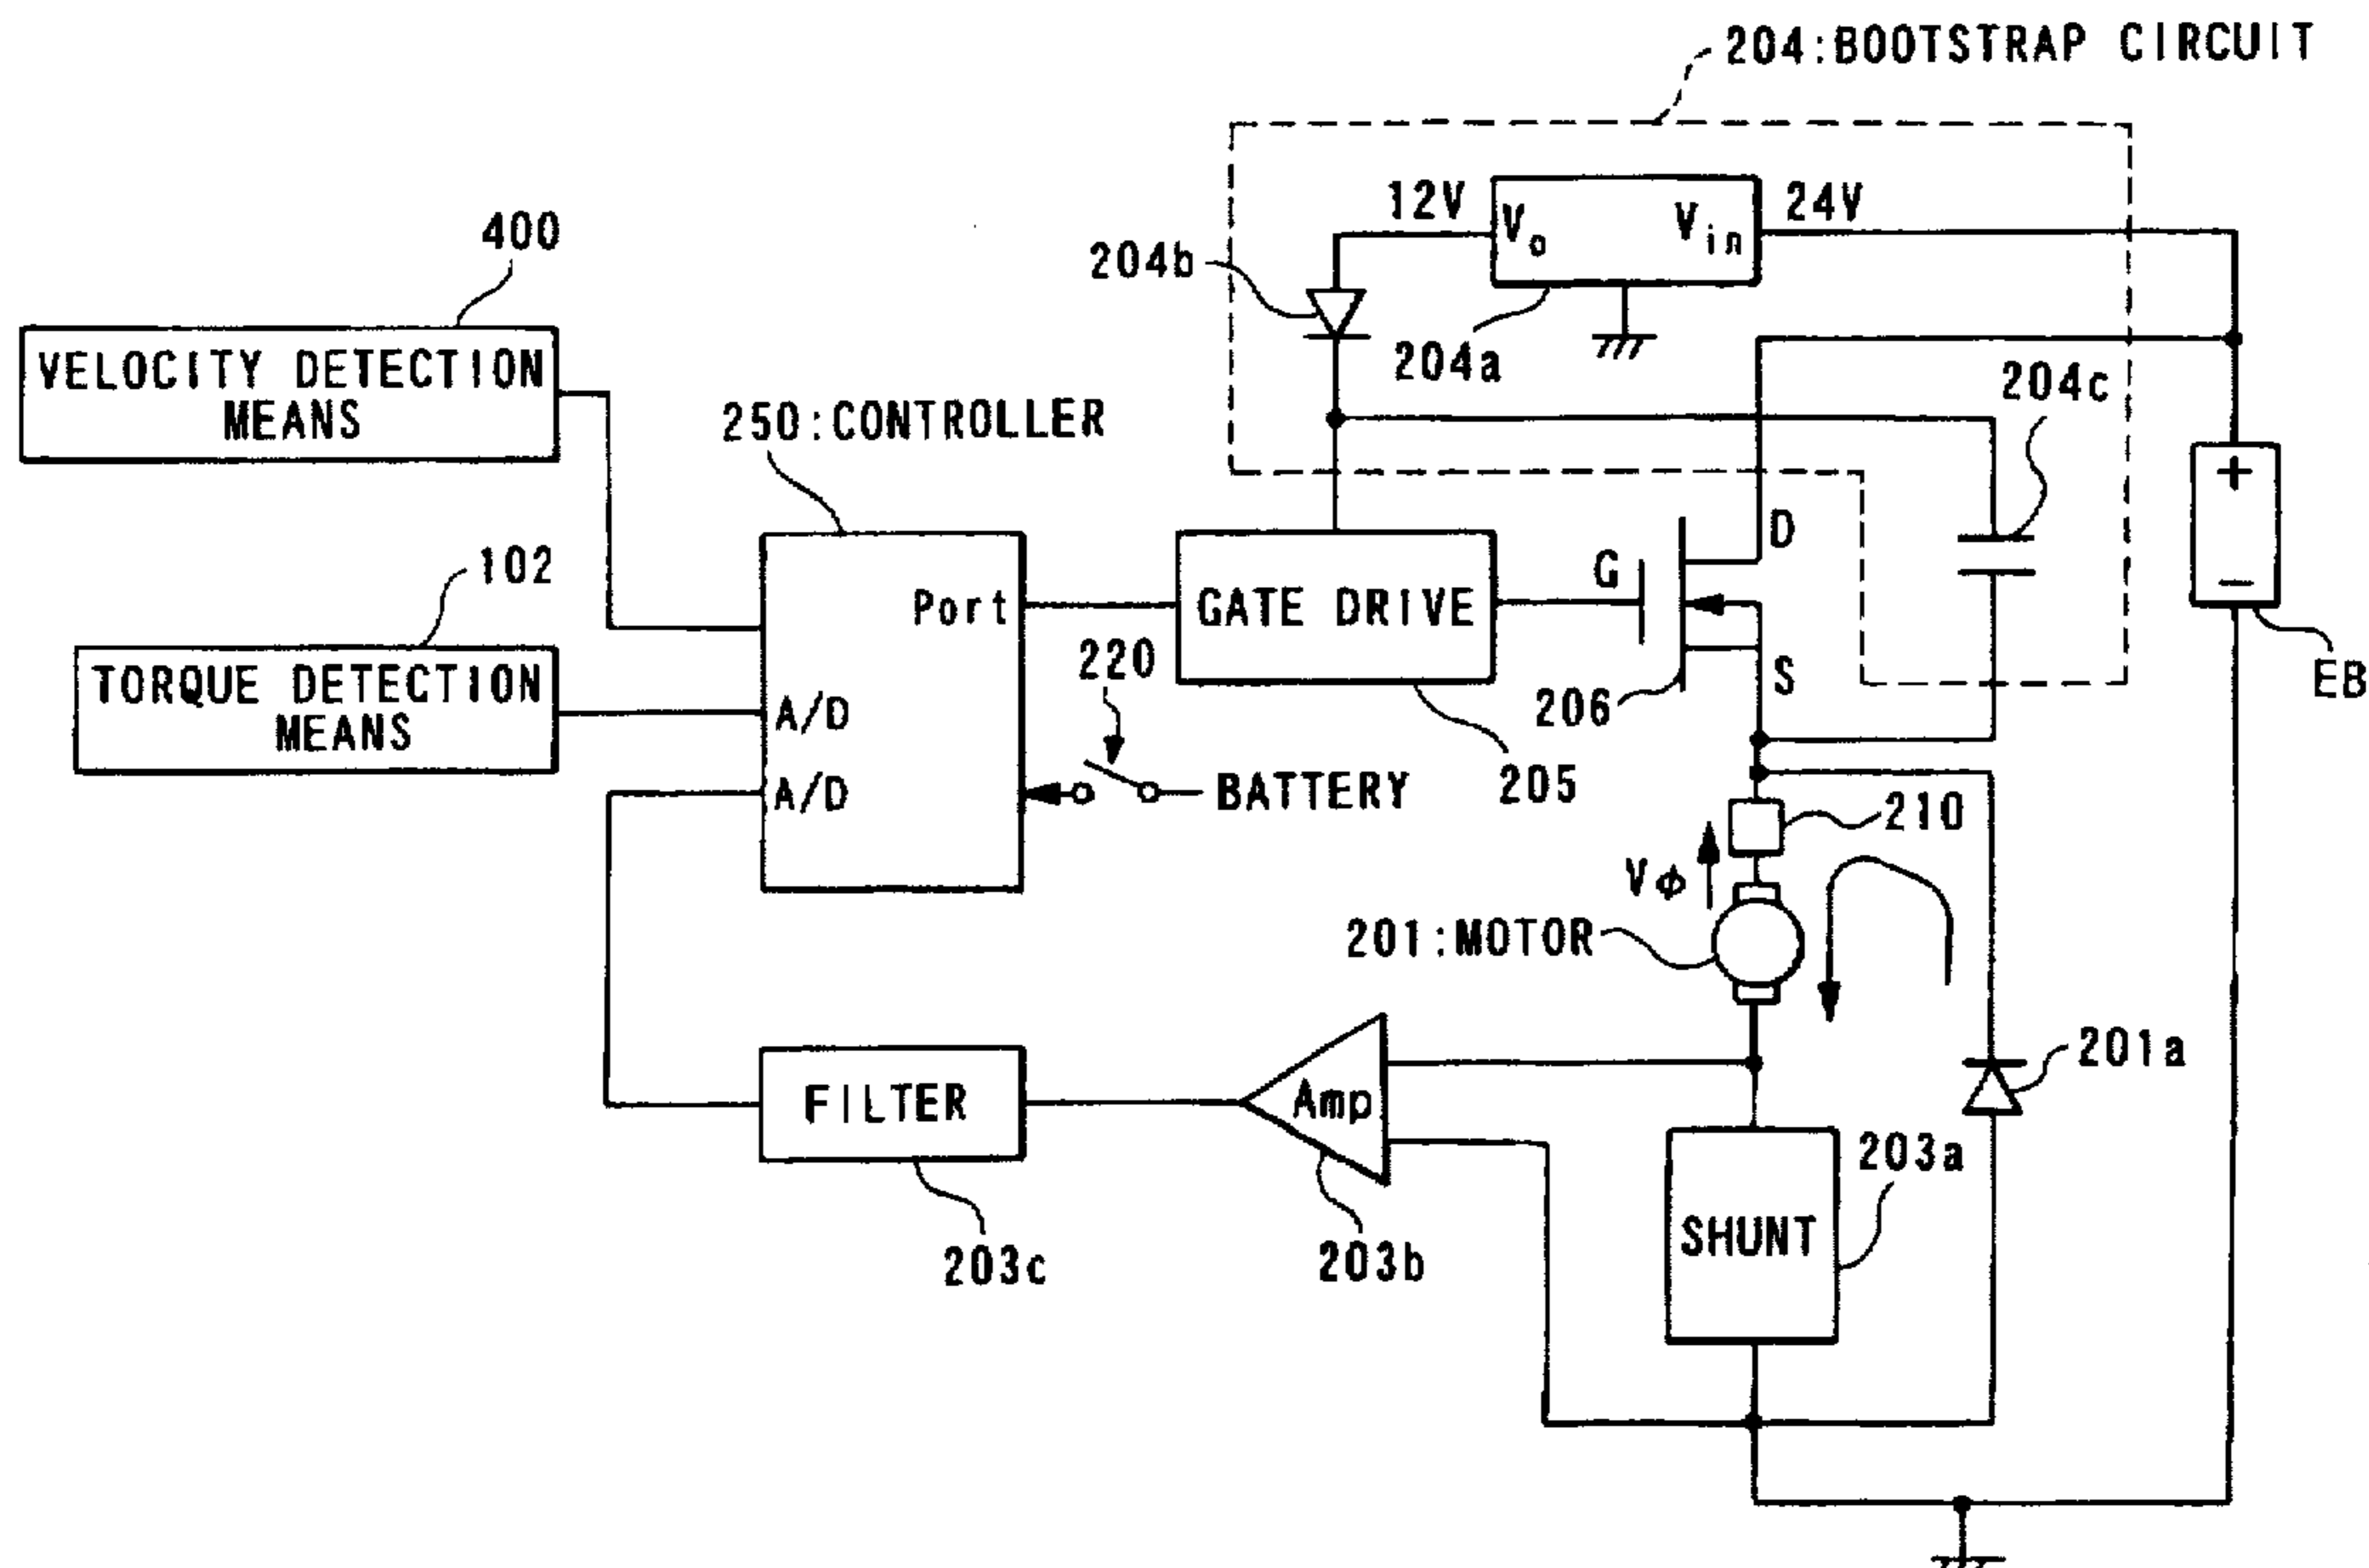 204:BOOTSTRAP CIRCUIT
12V
Vo
Vin
24V
400
204b
204a
204c
VELOCITY DETECTION
MEANS
250:CONTROLLER
+
−
EB
102
Port
GATE DRIVE
G
D
S
TORQUE DETECTION
MEANS
220
206
A/D
A/D
BATTERY
205
210
Vφ
201:MOTOR
201a
FILTER
Amp
203a
SHUNT
203c
203b